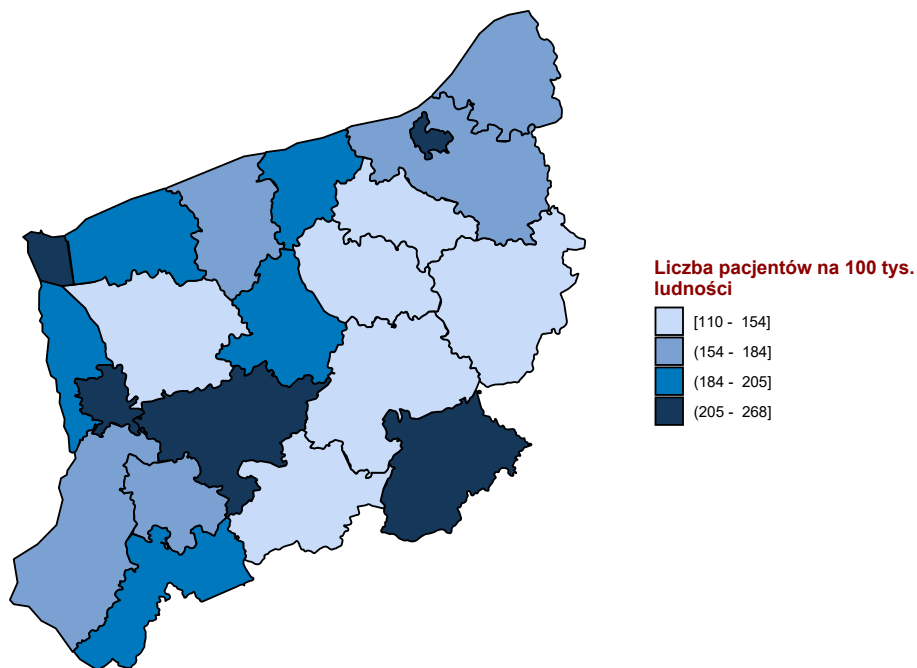 Liczba pacjentów na 100 tys.
ludności
[110 - 154]
(154 - 184]
(184 - 205]
(205 - 268]